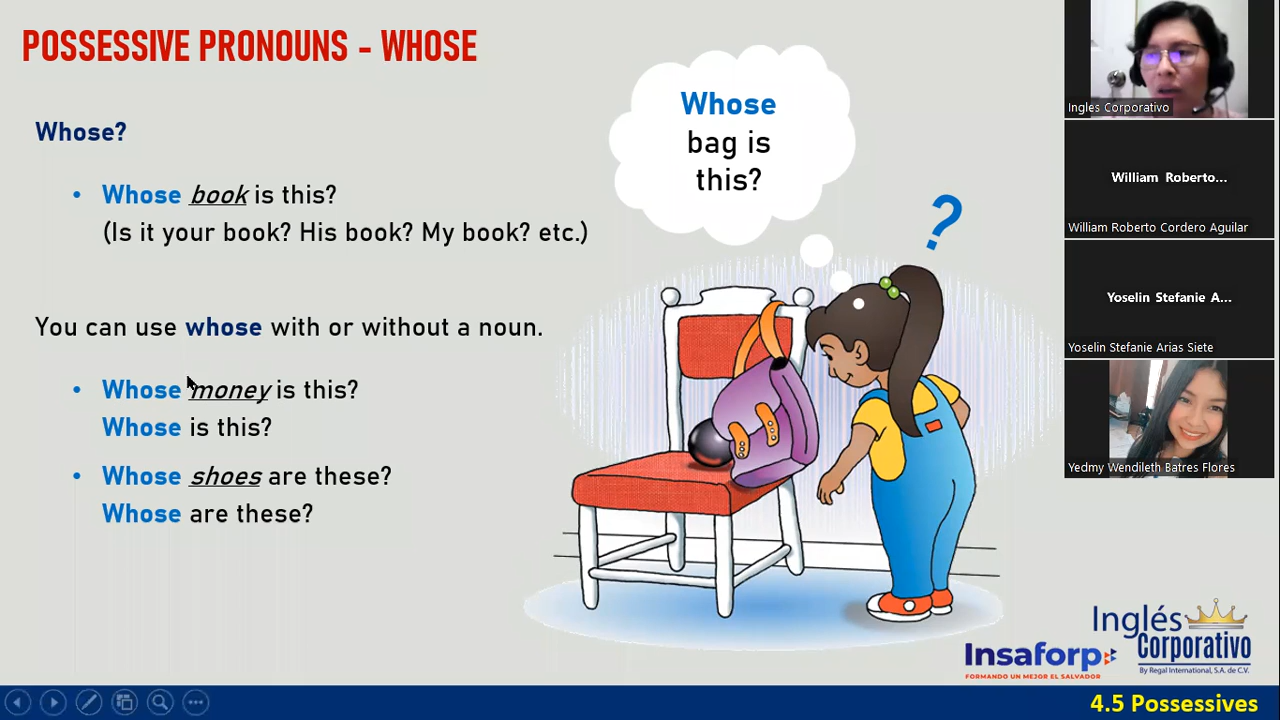 POSSESSIVE PRONOUNS - WHOSE
Whose?
• Whose book is this?
(Is it your book? His book? My book? etc.)
You can use whose with or without a noun.
• Whose money is this?
Whose is this?
• Whose shoes are these?
Whose are these?
Whose
bag is
this?
?
Ingles Corporativo
William Roberto...
William Roberto Cordero Aguilar
Yoselin Stefanie A...
Yoselin Stefanie Arias Siete
Yedmy Wendileth Batres Flores
Insaforp
FORMANDO UN MEJOR EL SALVADOR
Inglés
Corporativo
By Regal International, S.A. de C.V.
4.5 Possessives